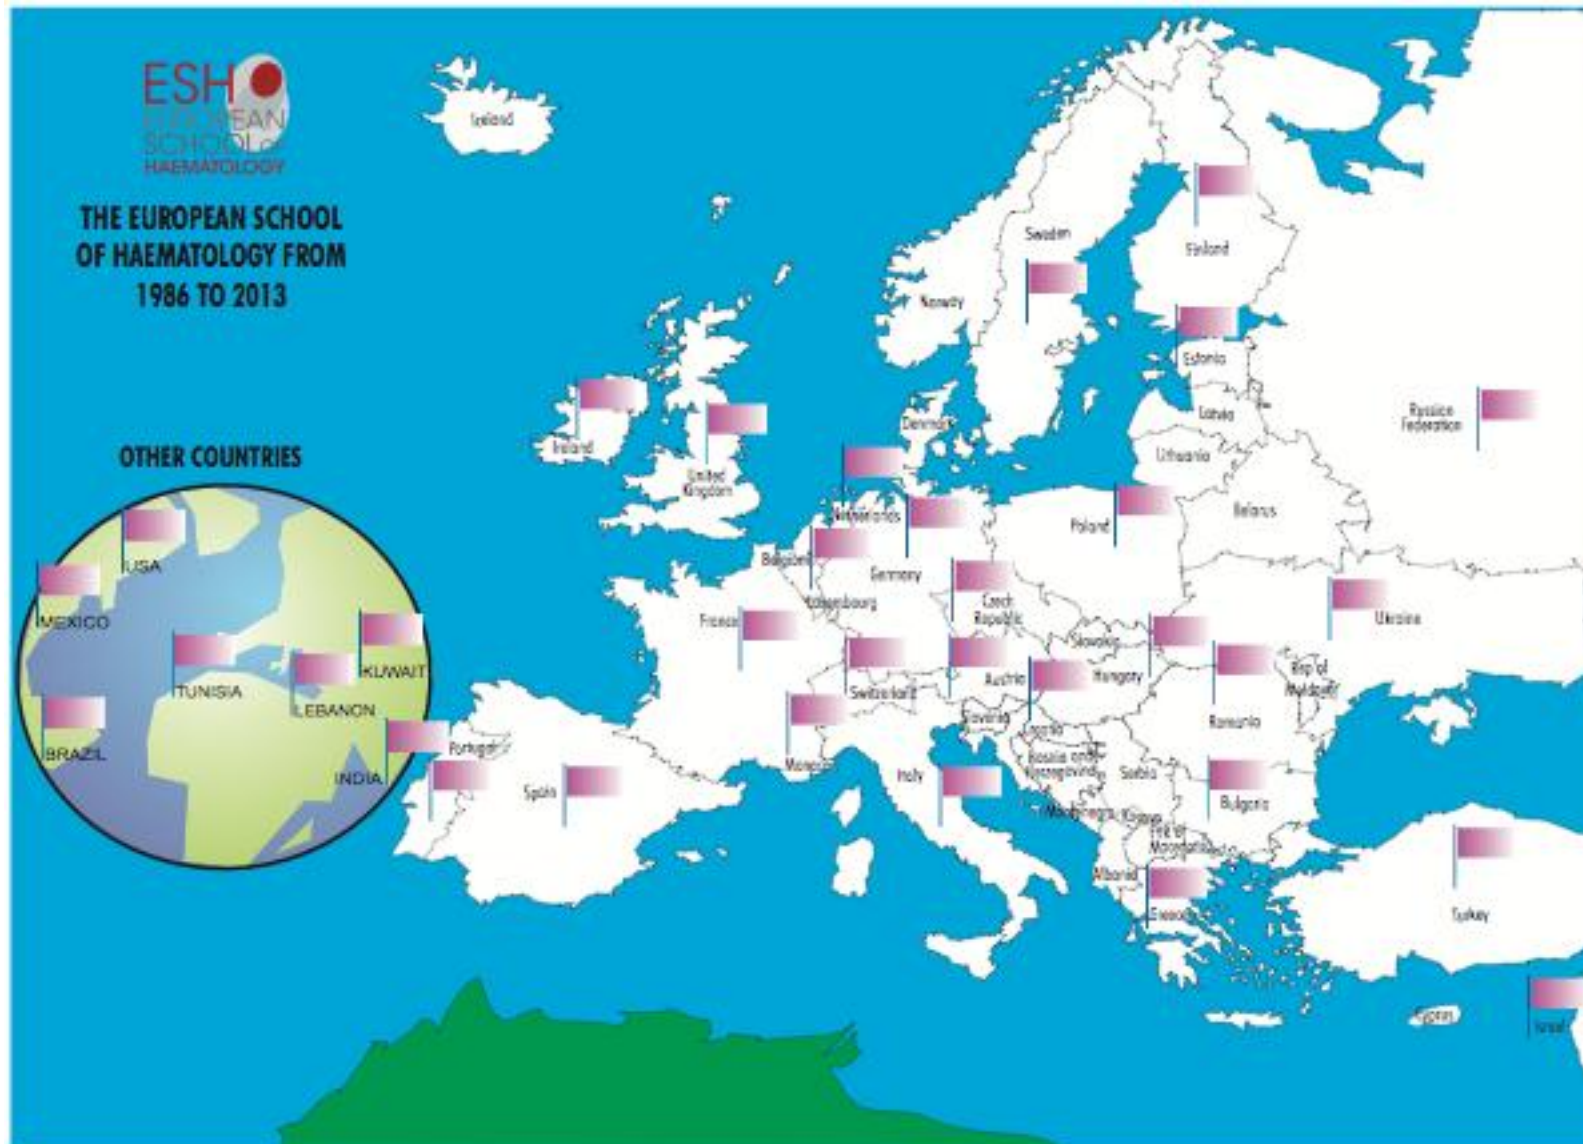 ESH
EUROPEAN
SCHOOL OF
HAEMATOLOGY
THE EUROPEAN SCHOOL
OF HAEMATOLOGY FROM
1986 TO 2013
OTHER COUNTRIES
USA
MEXICO
TUNISIA
KUWAIT
LEBANON
BRAZIL
INDIA
Iceland
Sweden
Finland
Norway
Estonia
Latvia
Lithuania
Russian
Federation
Denmark
Ireland
United
Kingdom
Netherlands
Belgium
Luxembourg
Germany
Poland
Belarus
Czech
Republic
Slovakia
Ukraine
France
Switzerland
Austria
Hungary
Rep of
Moldova
Romania
Slovenia
Croatia
Bosnia and
Herzegovina
Serbia
Bulgaria
Monaco
Italy
Portugal
Spain
Montenegro
Kosovo
Albania
Greece
Turkey
Cyprus
Israel